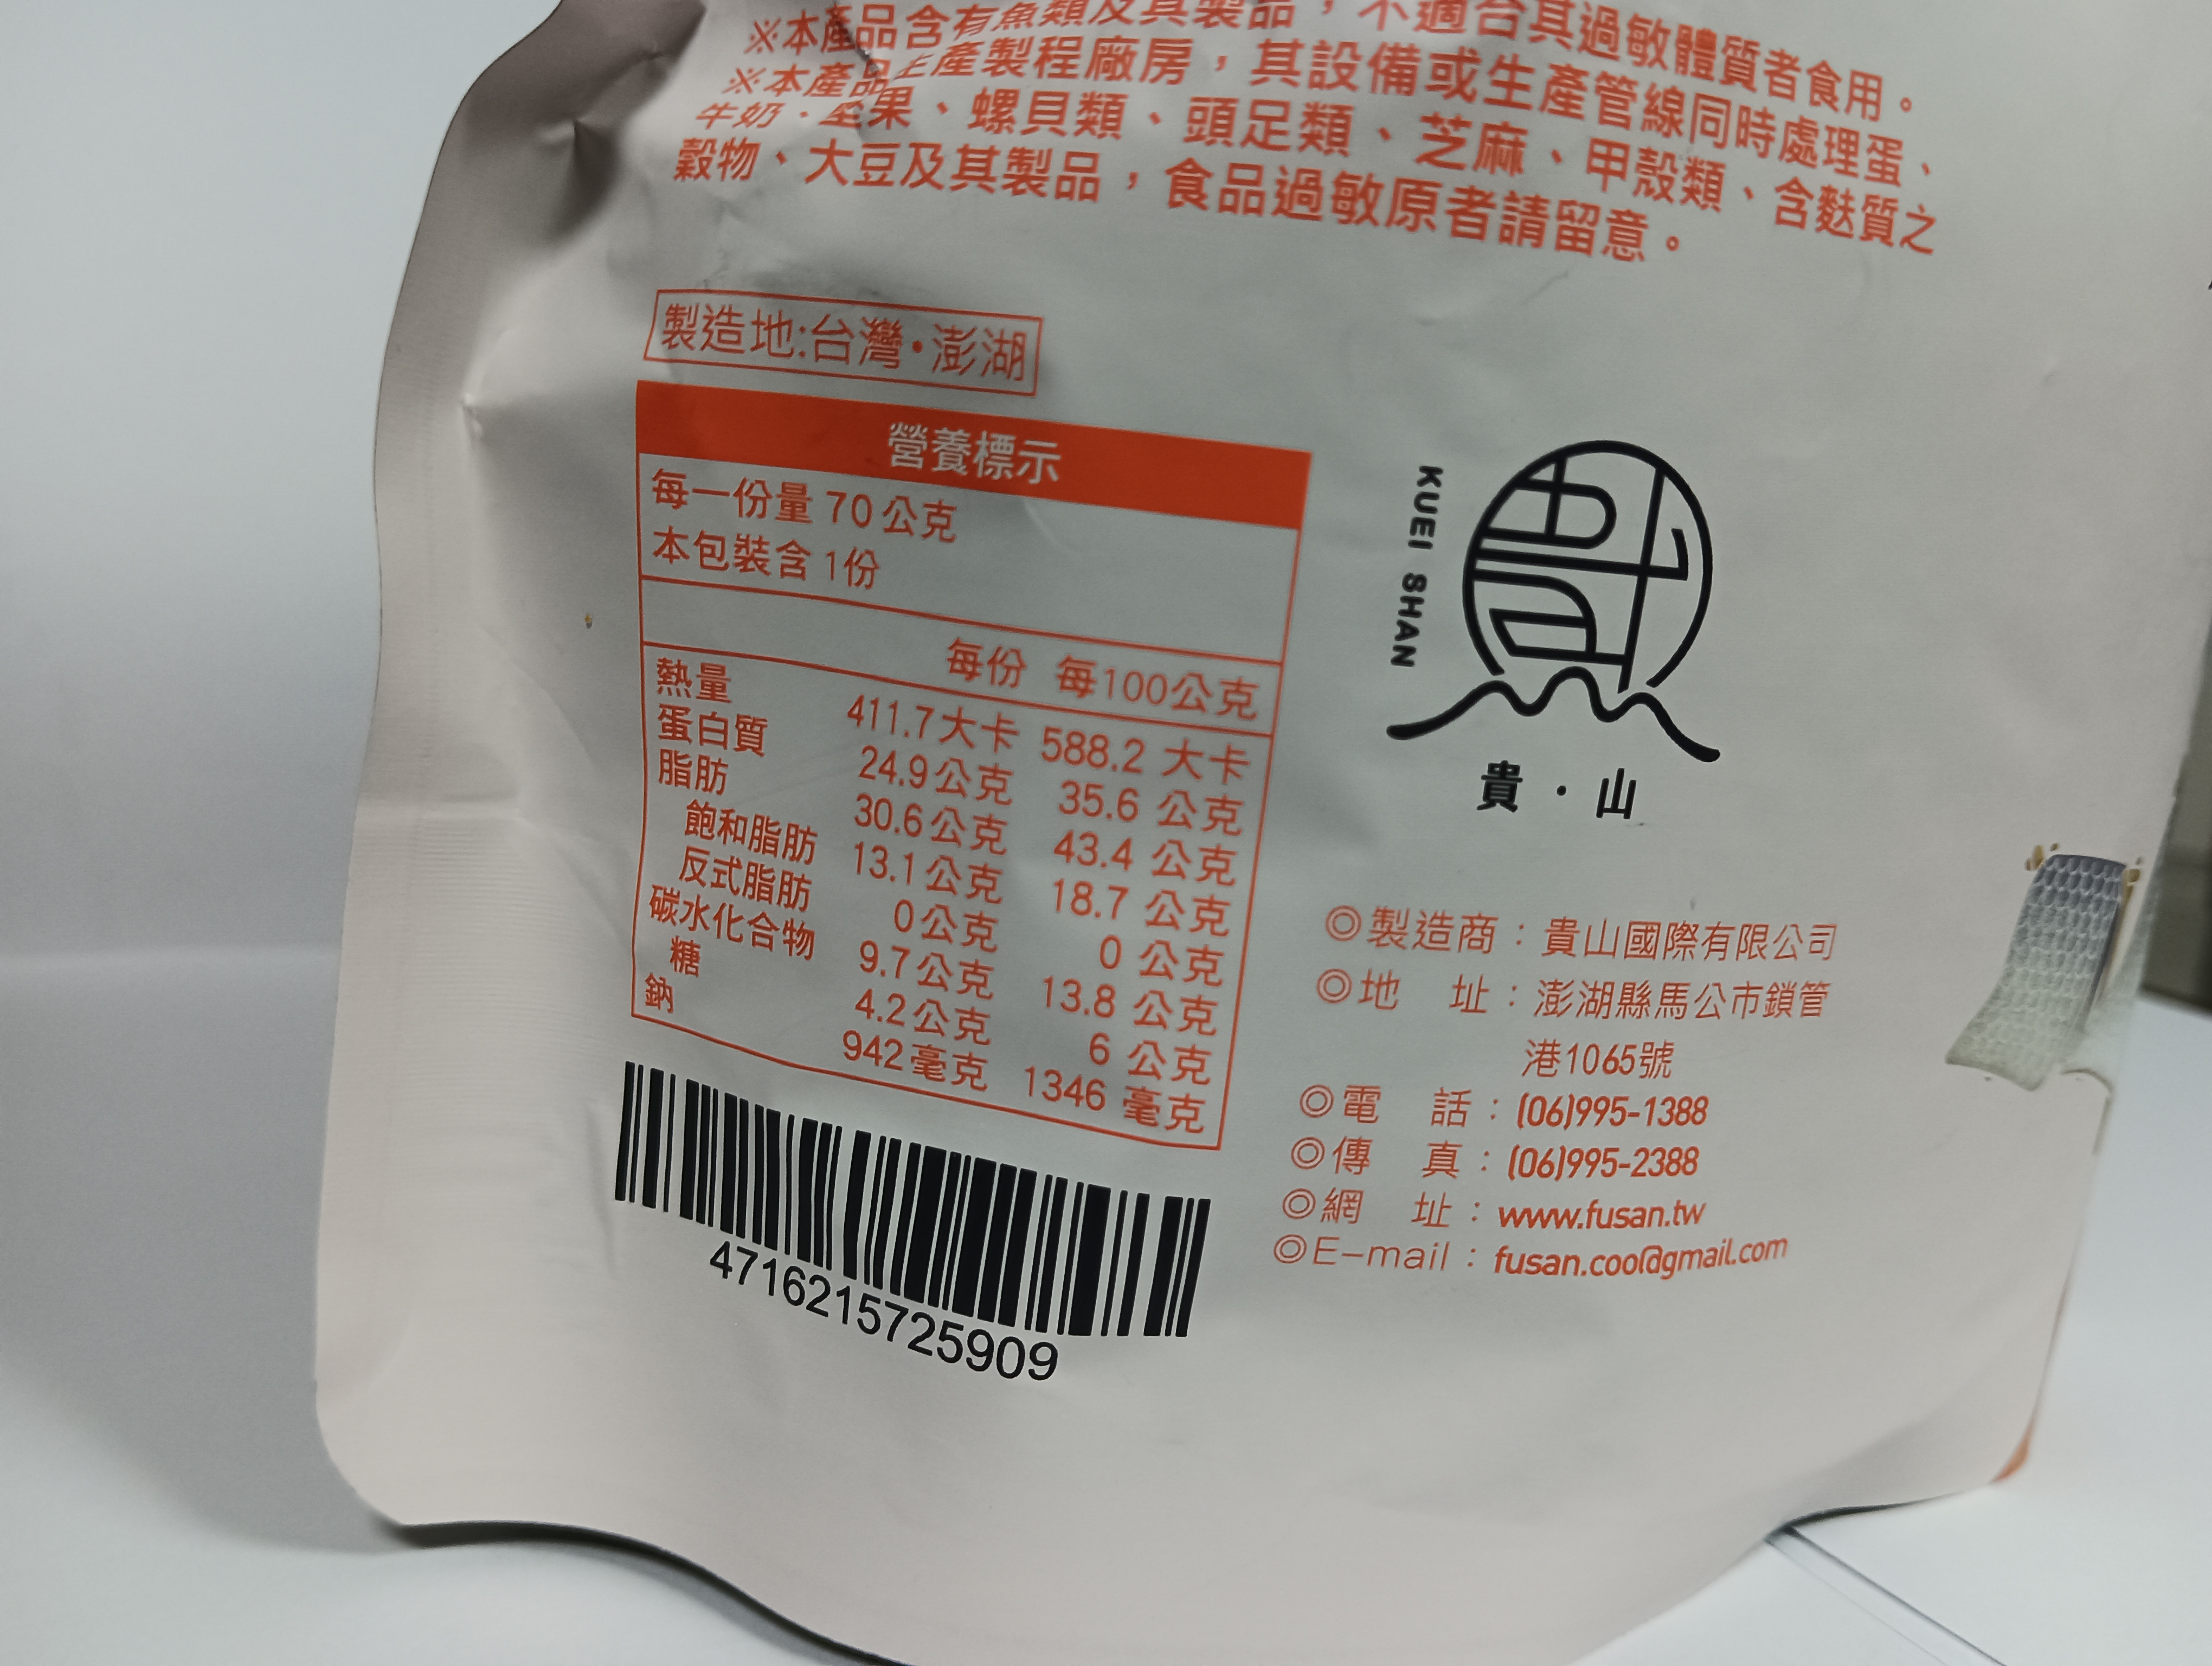 ※本產品含有魚類及其製品，不適合其過敏體質者食用。
※本產品生產製程廠房，其設備或生產管線同時處理蛋、
牛奶、堅果、螺貝類、頭足類、芝麻、甲殼類、含麩質之
穀物、大豆及其製品，食品過敏原者請留意。
製造地:台灣•澎湖
營養標示
每一份量 70公克
本包裝含 1份
每份 每100公克
熱量 411.7大卡 588.2 大卡
蛋白質 24.9公克 35.6 公克
脂肪 30.6公克 43.4 公克
飽和脂肪 13.1公克 18.7 公克
反式脂肪 0公克 0 公克
碳水化合物 9.7公克 13.8 公克
糖 4.2公克 6 公克
鈉 942毫克 1346 毫克
4716215725909
KUEI SHAN
貴·山
◎製造商：貴山國際有限公司
◎地 址：澎湖縣馬公市鎖管
港1065號
◎電 話：(06)995-1388
◎傳 真：(06)995-2388
◎網 址：www.fusan.tw
◎E-mail：fusan.coo@gmail.com